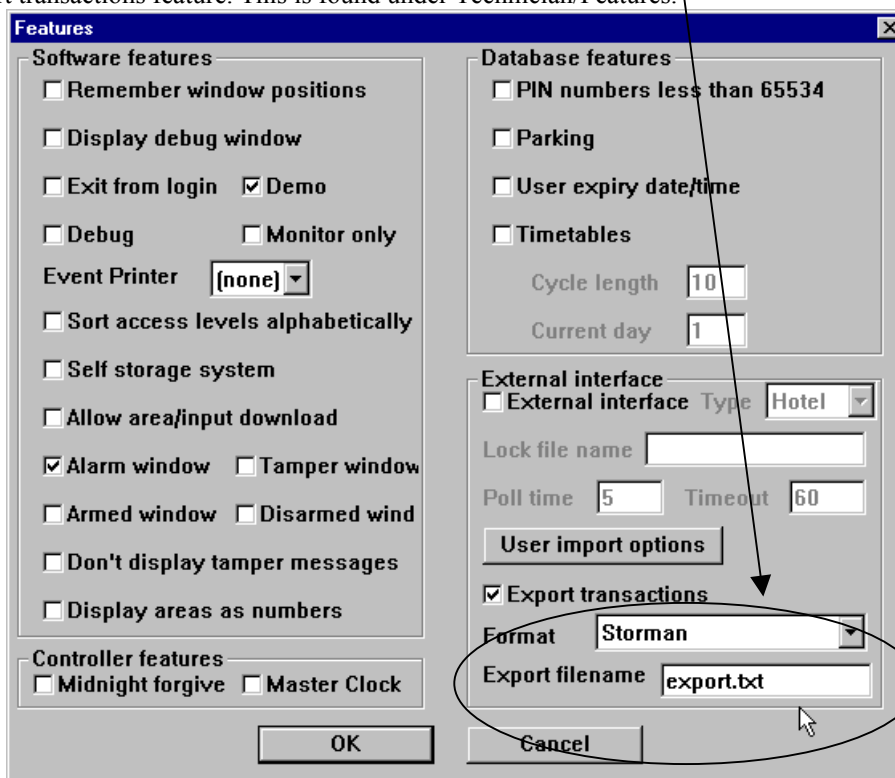 t transactions feature. This is found under Technician/Features.
Features
Software features
Remember window positions
Display debug window
Exit from login Demo
Debug Monitor only
Event Printer (none)
Sort access levels alphabetically
Self storage system
Allow area/input download
Alarm window Tamper window
Armed window Disarmed wind
Don't display tamper messages
Display areas as numbers
Controller features
Midnight forgive Master Clock
Database features
PIN numbers less than 65534
Parking
User expiry date/time
Timetables
Cycle length 10
Current day 1
External interface
External interface Type Hotel
Lock file name
Poll time 5 Timeout 60
User import options
Export transactions
Format Storman
Export filename export.txt
OK Cancel